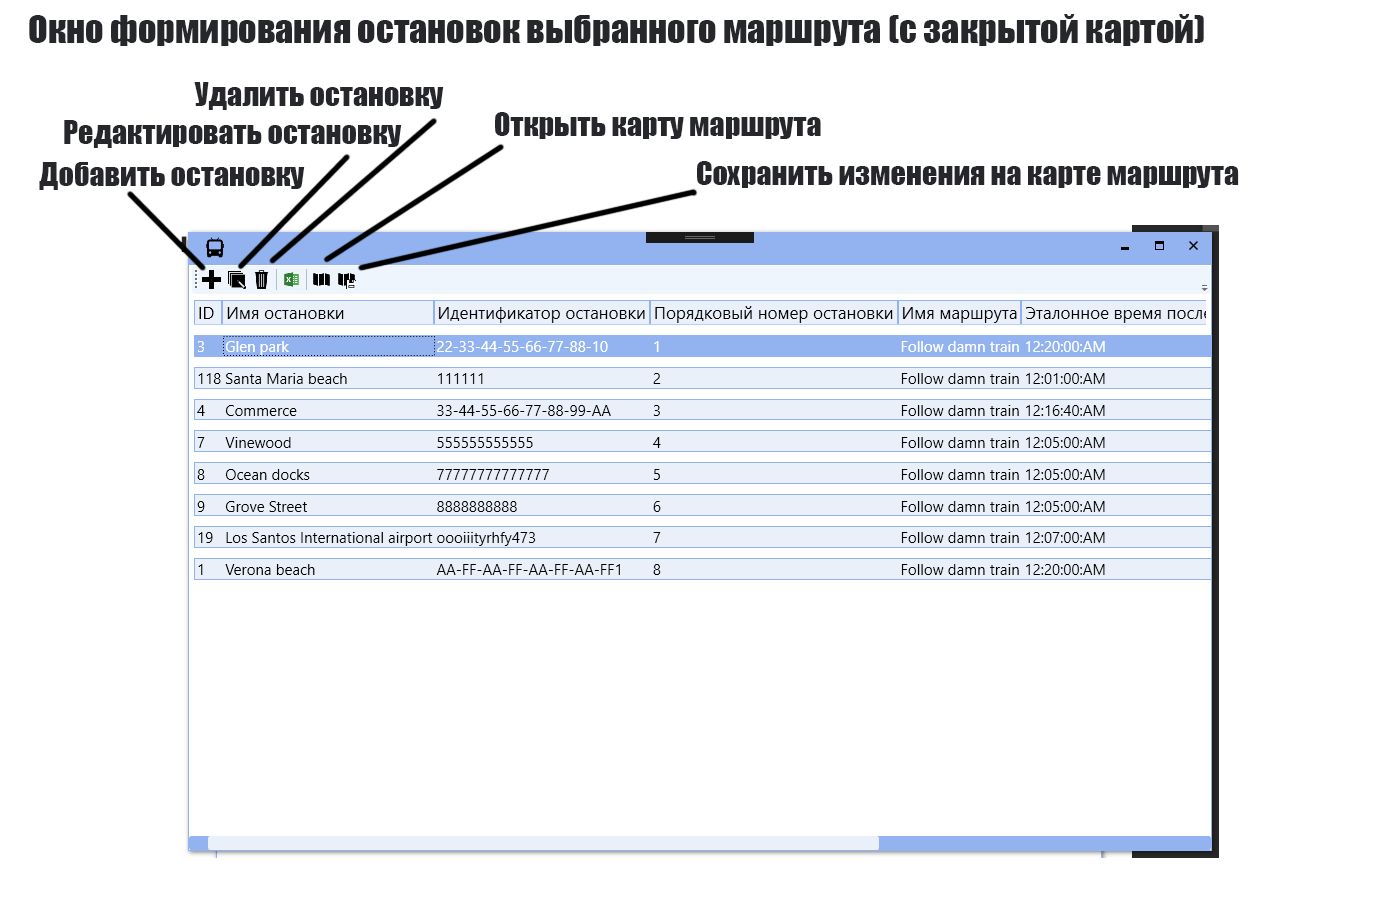 Окно формирования остановок выбранного маршрута (с закрытой картой)
Удалить остановку
Редактировать остановку
Открыть карту маршрута
Добавить остановку
Сохранить изменения на карте маршрута
ID Имя остановки Идентификатор остановки Порядковый номер остановки Имя маршрута Эталонное время после
3 Glen park 22-33-44-55-66-77-88-10 1 Follow damn train 12:20:00:AM
118 Santa Maria beach 111111 2 Follow damn train 12:01:00:AM
4 Commerce 33-44-55-66-77-88-99-AA 3 Follow damn train 12:16:40:AM
7 Vinewood 555555555555 4 Follow damn train 12:05:00:AM
8 Ocean docks 77777777777777 5 Follow damn train 12:05:00:AM
9 Grove Street 8888888888 6 Follow damn train 12:05:00:AM
19 Los Santos International airport oooiiityrhfy473 7 Follow damn train 12:07:00:AM
1 Verona beach AA-FF-AA-FF-AA-FF-AA-FF1 8 Follow damn train 12:20:00:AM